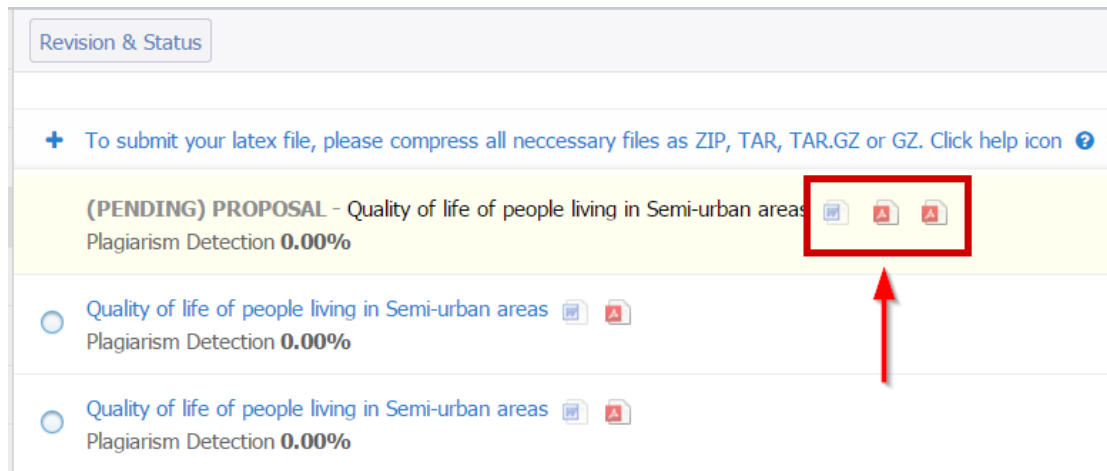 Revision & Status
To submit your latex file, please compress all neccessary files as ZIP, TAR, TAR.GZ or GZ. Click help icon
(PENDING) PROPOSAL - Quality of life of people living in Semi-urban areas
Plagiarism Detection 0.00%
Quality of life of people living in Semi-urban areas
Plagiarism Detection 0.00%
Quality of life of people living in Semi-urban areas
Plagiarism Detection 0.00%